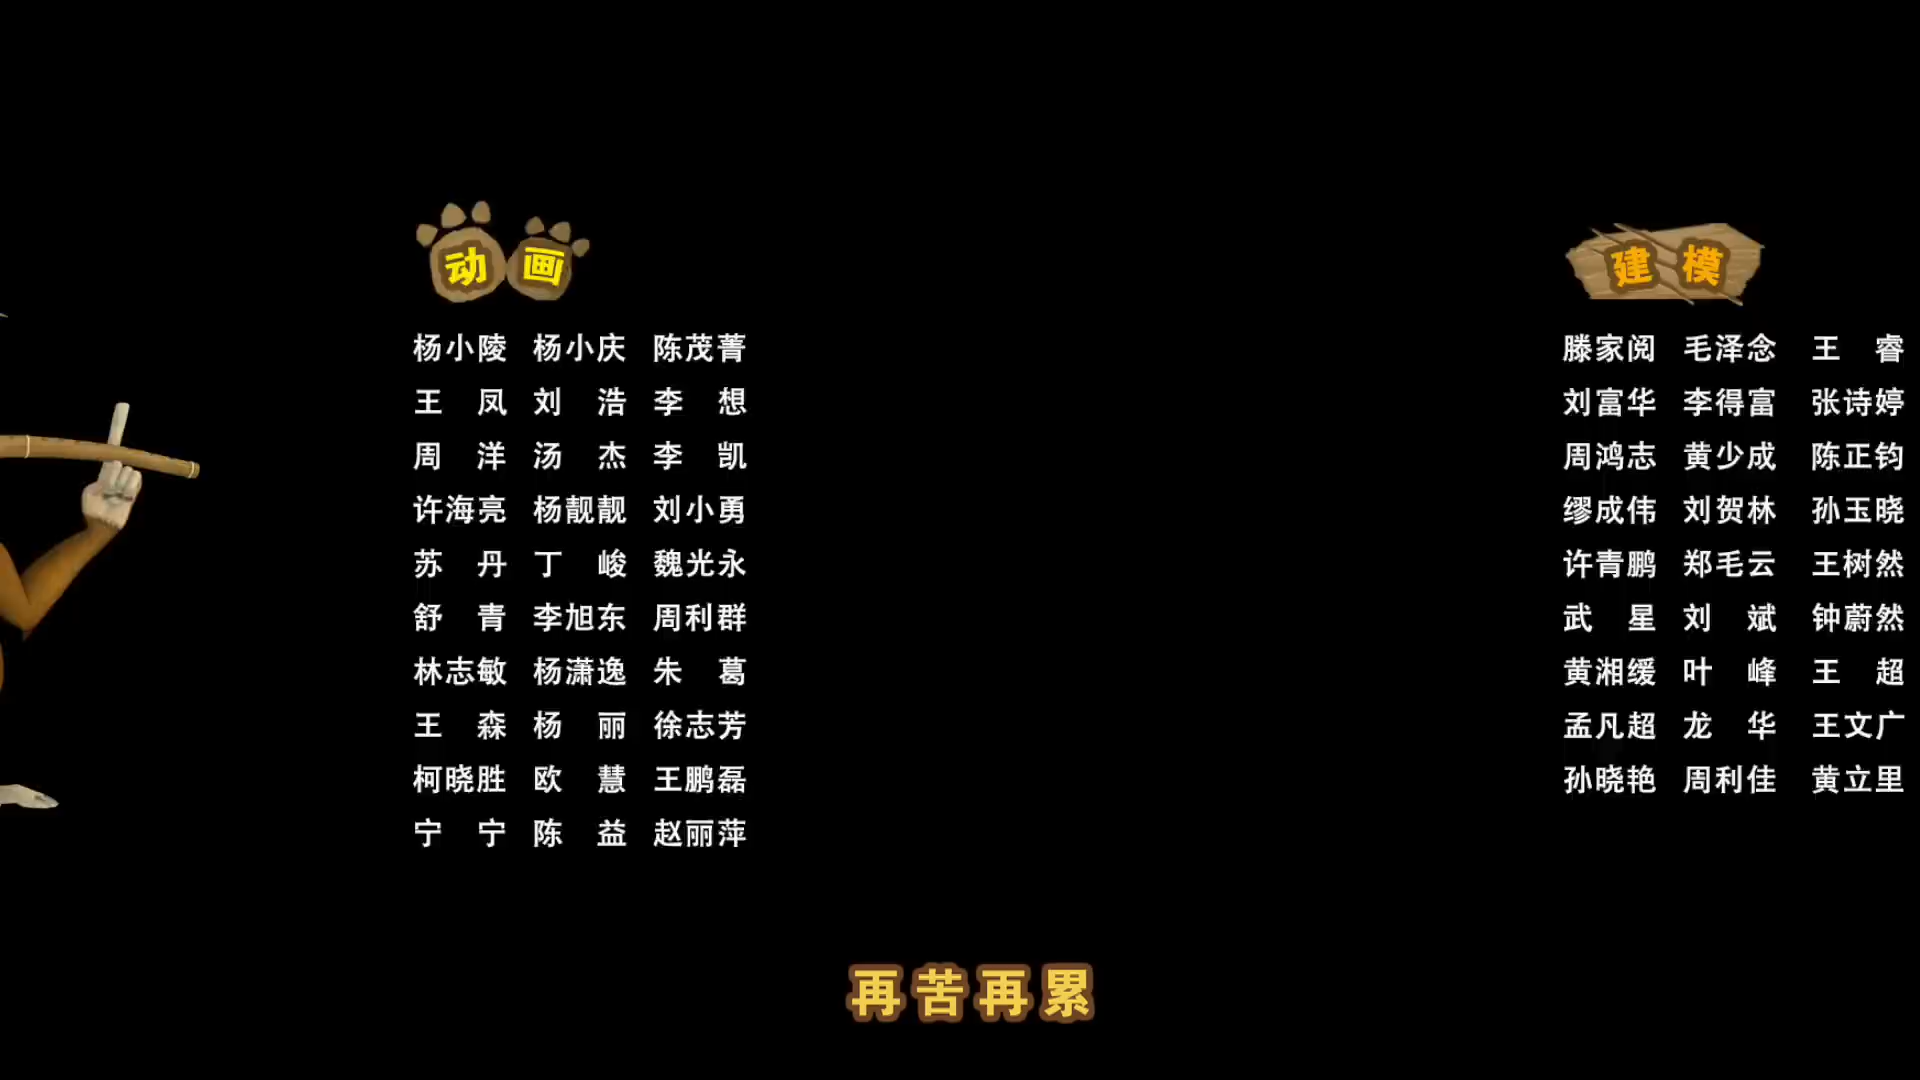 动画
杨小陵 杨小庆 陈茂菁
王 凤 刘 浩 李 想
周 洋 汤 杰 李 凯
许海亮 杨靓靓 刘小勇
苏 丹 丁 峻 魏光永
舒 青 李旭东 周利群
林志敏 杨潇逸 朱 葛
王 森 杨 丽 徐志芳
柯晓胜 欧 慧 王鹏磊
宁 宁 陈 益 赵丽萍
建模
滕家阅 毛泽念 王 睿
刘富华 李得富 张诗婷
周鸿志 黄少成 陈正钧
缪成伟 刘贺林 孙玉晓
许青鹏 郑毛云 王树然
武 星 刘 斌 钟蔚然
黄湘缓 叶 峰 王 超
孟凡超 龙 华 王文广
孙晓艳 周利佳 黄立里
再苦再累